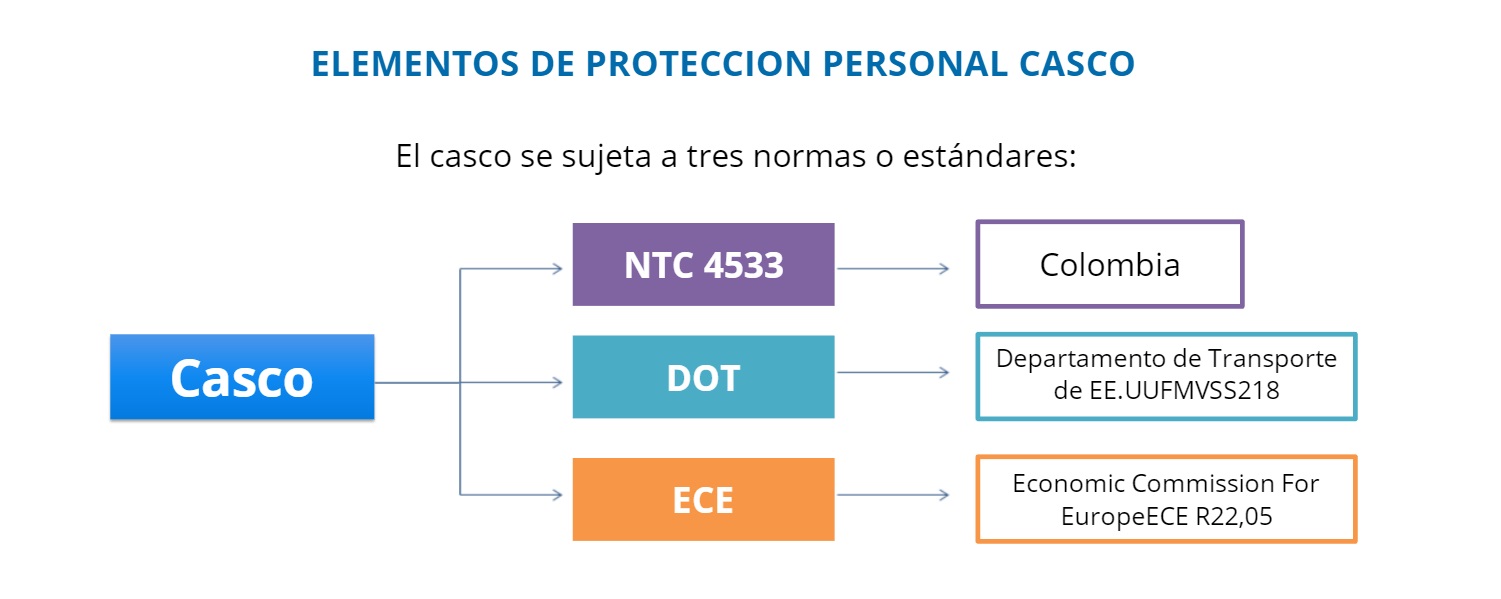 ELEMENTOS DE PROTECCION PERSONAL CASCO
El casco se sujeta a tres normas o estándares:
Casco
NTC 4533
Colombia
DOT
Departamento de Transporte
de EE.UUFMVSS218
ECE
Economic Commission For
EuropeECE R22,05